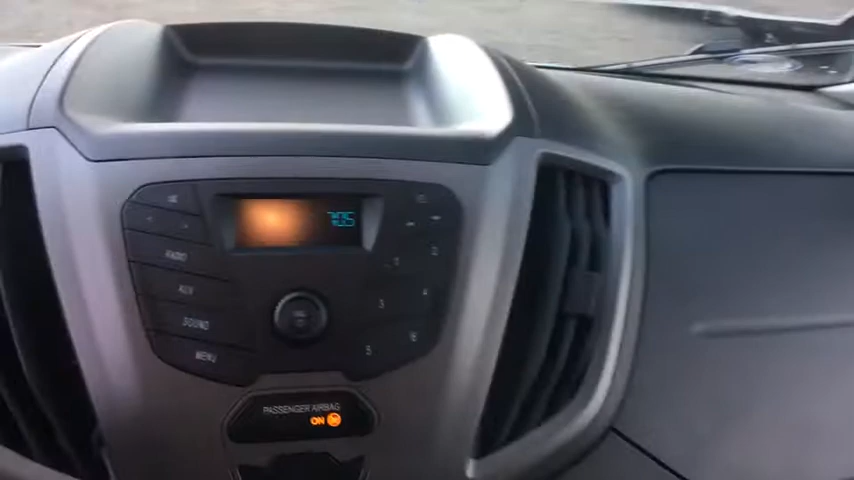 7:05
RADIO
AUX
SOUND
MENU
1
2
3
4
5
6
PASSENGER AIRBAG
ON